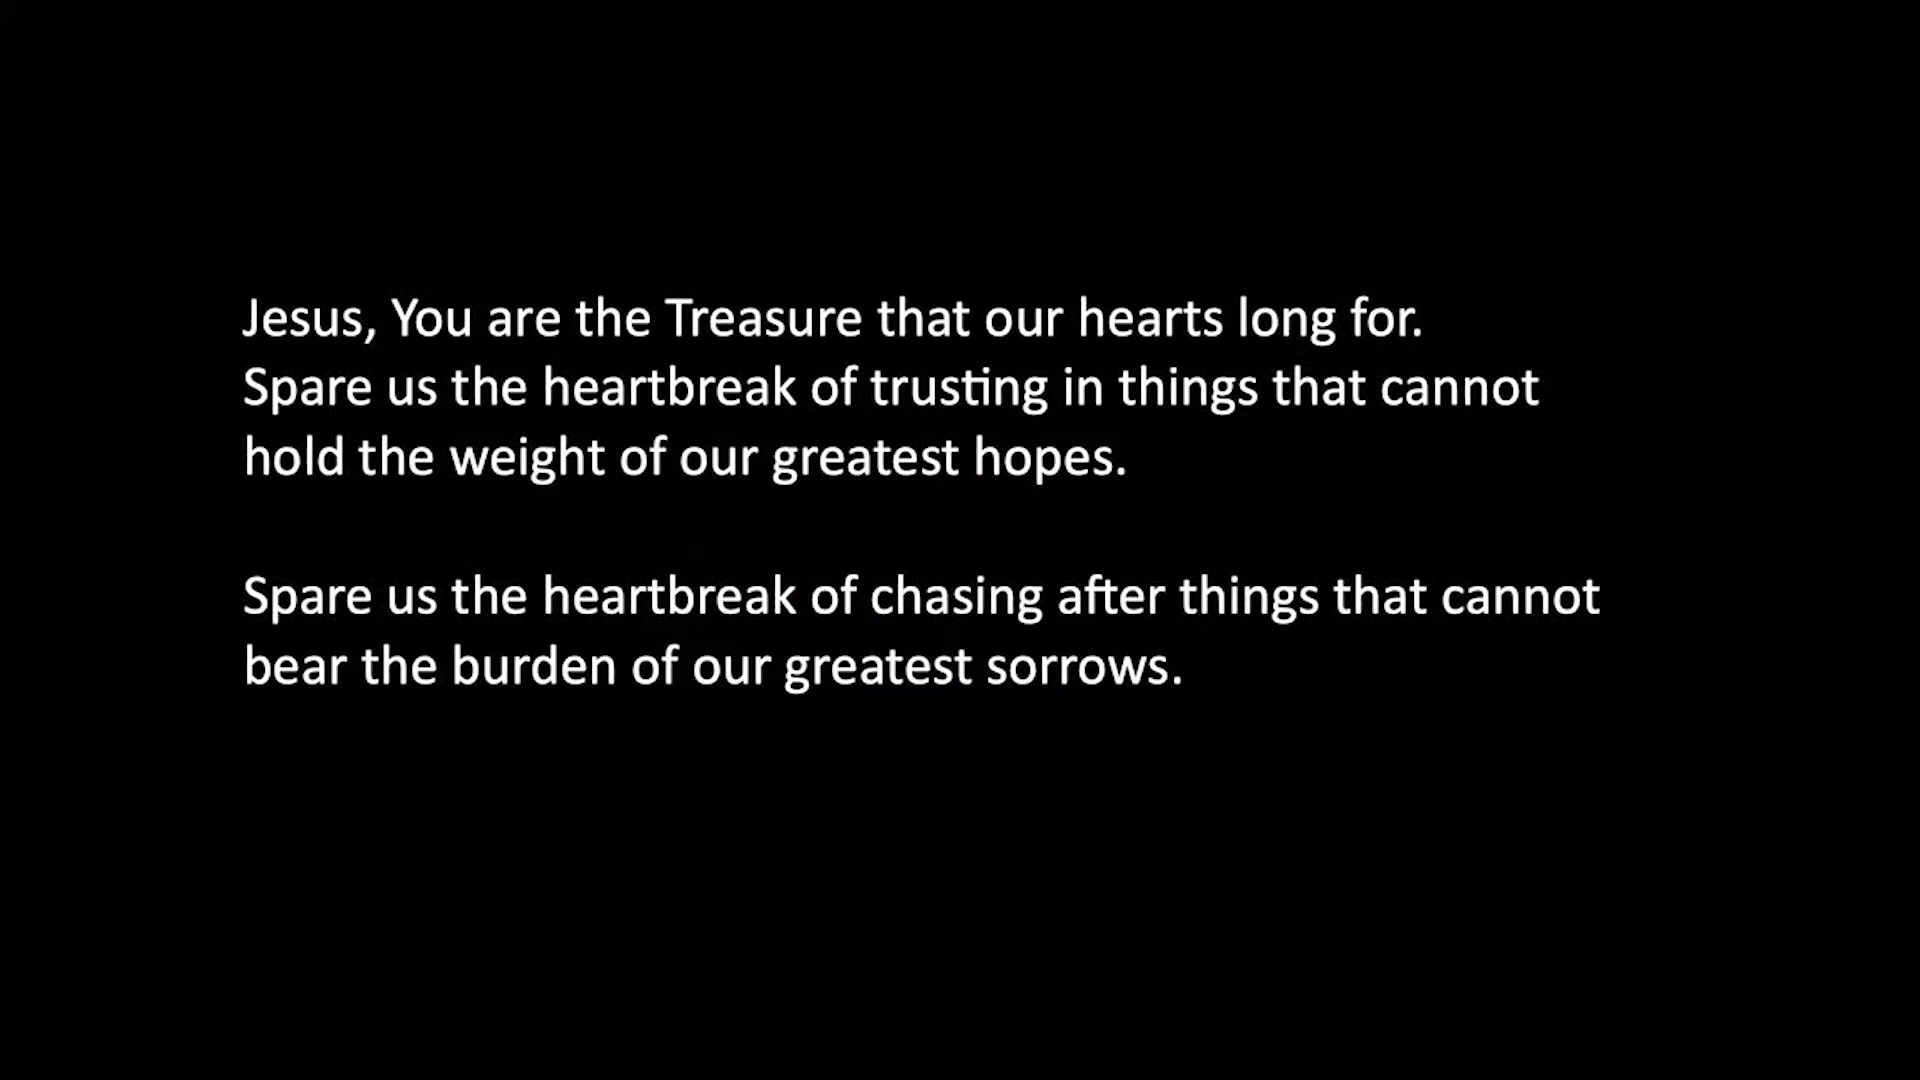 Jesus, You are the Treasure that our hearts long for.
Spare us the heartbreak of trusting in things that cannot
hold the weight of our greatest hopes.
Spare us the heartbreak of chasing after things that cannot
bear the burden of our greatest sorrows.